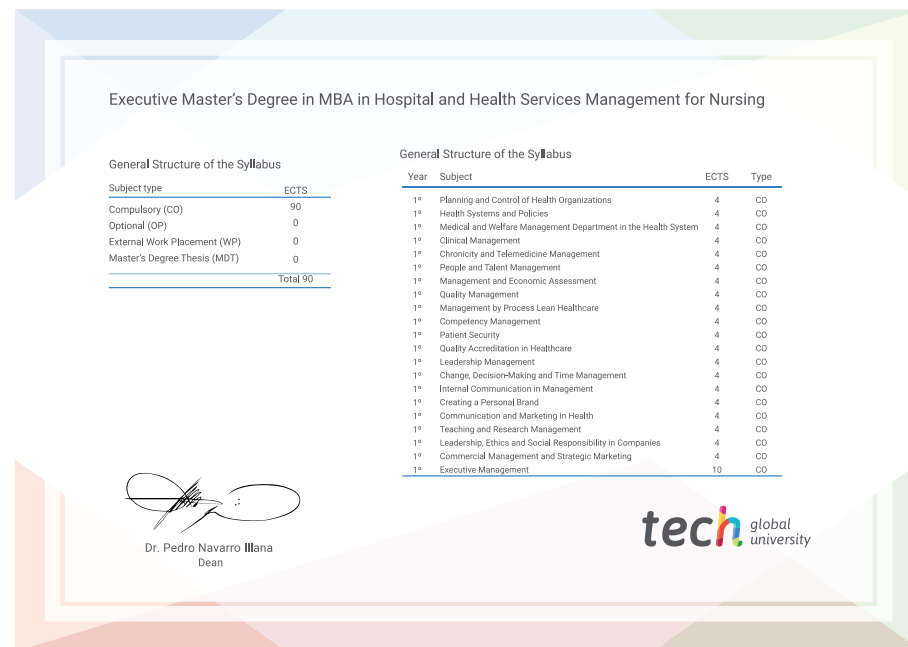 Executive Master's Degree in MBA in Hospital and Health Services Management for Nursing
General Structure of the Syllabus
Subject type ECTS
Compulsory (CO) 90
Optional (OP) 0
External Work Placement (WP) 0
Master's Degree Thesis (MDT) 0
Total 90
General Structure of the Syllabus
Year Subject ECTS Type
1º Planning and Control of Health Organizations 4 CO
1º Health Systems and Policies 4 CO
1º Medical and Welfare Management Department in the Health System 4 CO
1º Clinical Management 4 CO
1º Chronicity and Telemedicine Management 4 CO
1º People and Talent Management 4 CO
1º Management and Economic Assessment 4 CO
1º Quality Management 4 CO
1º Management by Process Lean Healthcare 4 CO
1º Competency Management 4 CO
1º Patient Security 4 CO
1º Quality Accreditation in Healthcare 4 CO
1º Leadership Management 4 CO
1º Change, Decision-Making and Time Management 4 CO
1º Internal Communication in Management 4 CO
1º Creating a Personal Brand 4 CO
1º Communication and Marketing in Health 4 CO
1º Teaching and Research Management 4 CO
1º Leadership, Ethics and Social Responsibility in Companies 4 CO
1º Commercial Management and Strategic Marketing 4 CO
1º Executive Management 10 CO
Dr. Pedro Navarro Illana
Dean
tech global
university